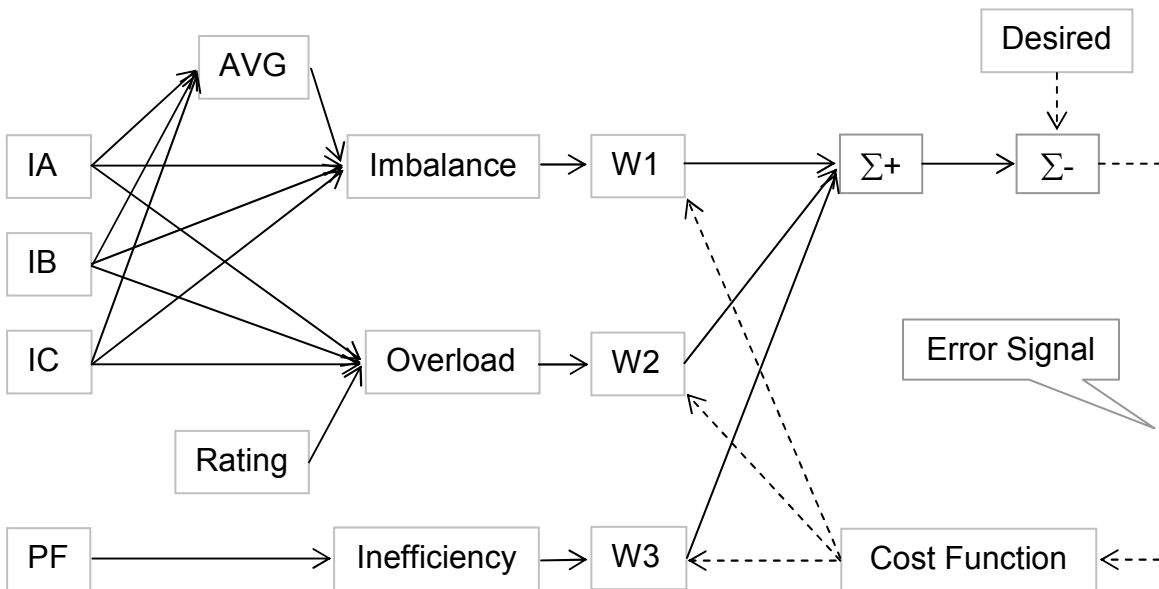 Desired
AVG
IA
Imbalance
W1
Σ+
Σ-
IB
IC
Overload
W2
Error Signal
Rating
PF
Inefficiency
W3
Cost Function